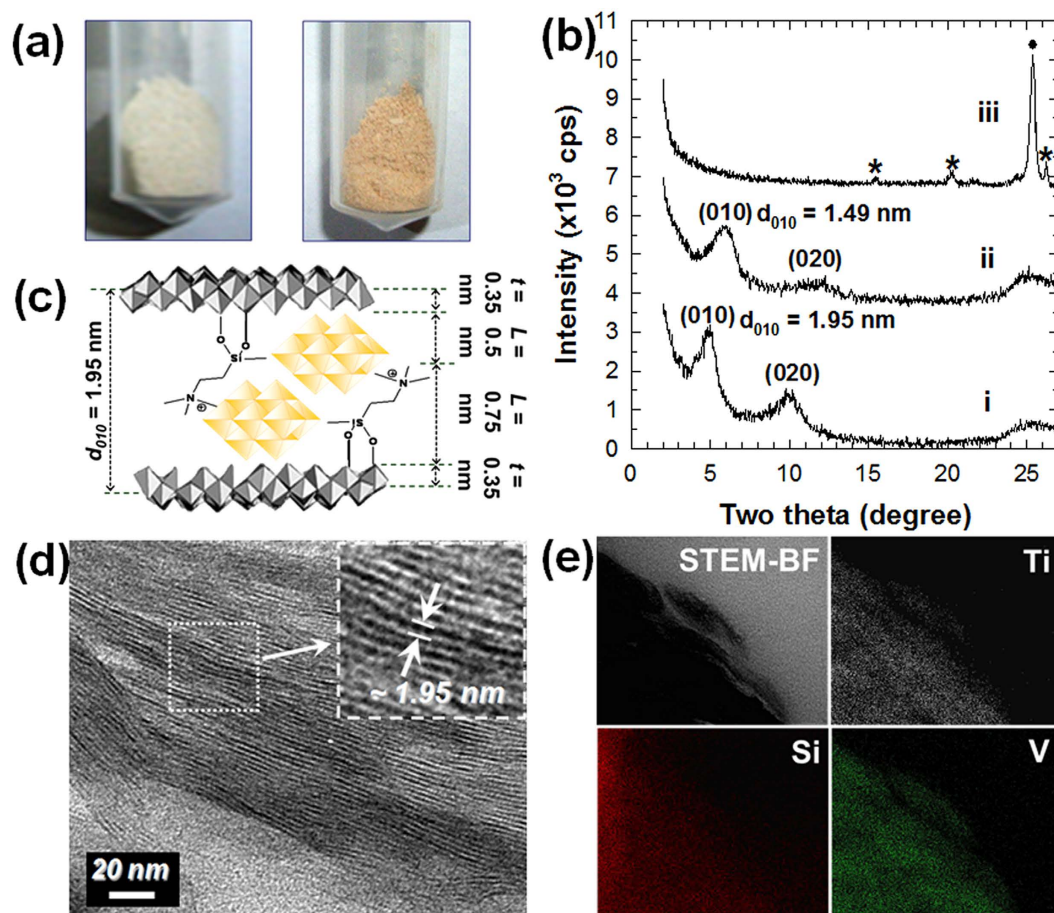 (a)
(b)
11
10
9
8
7
6
5
4
3
2
1
0
Intensity (x10³ cps)
iii
*
*
*
(010) d₀₁₀ = 1.49 nm
(020)
ii
(010) d₀₁₀ = 1.95 nm
(020)
i
0 5 10 15 20 25
Two theta (degree)
(c)
d₀₁₀ = 1.95 nm
O
O
Si
N
⊕
N
⊕
Si
O
O
t =
0.35
nm
L =
0.5
nm
L =
0.75
nm
t =
0.35
nm
(d)
~ 1.95 nm
20 nm
(e)
STEM-BF
Ti
Si
V